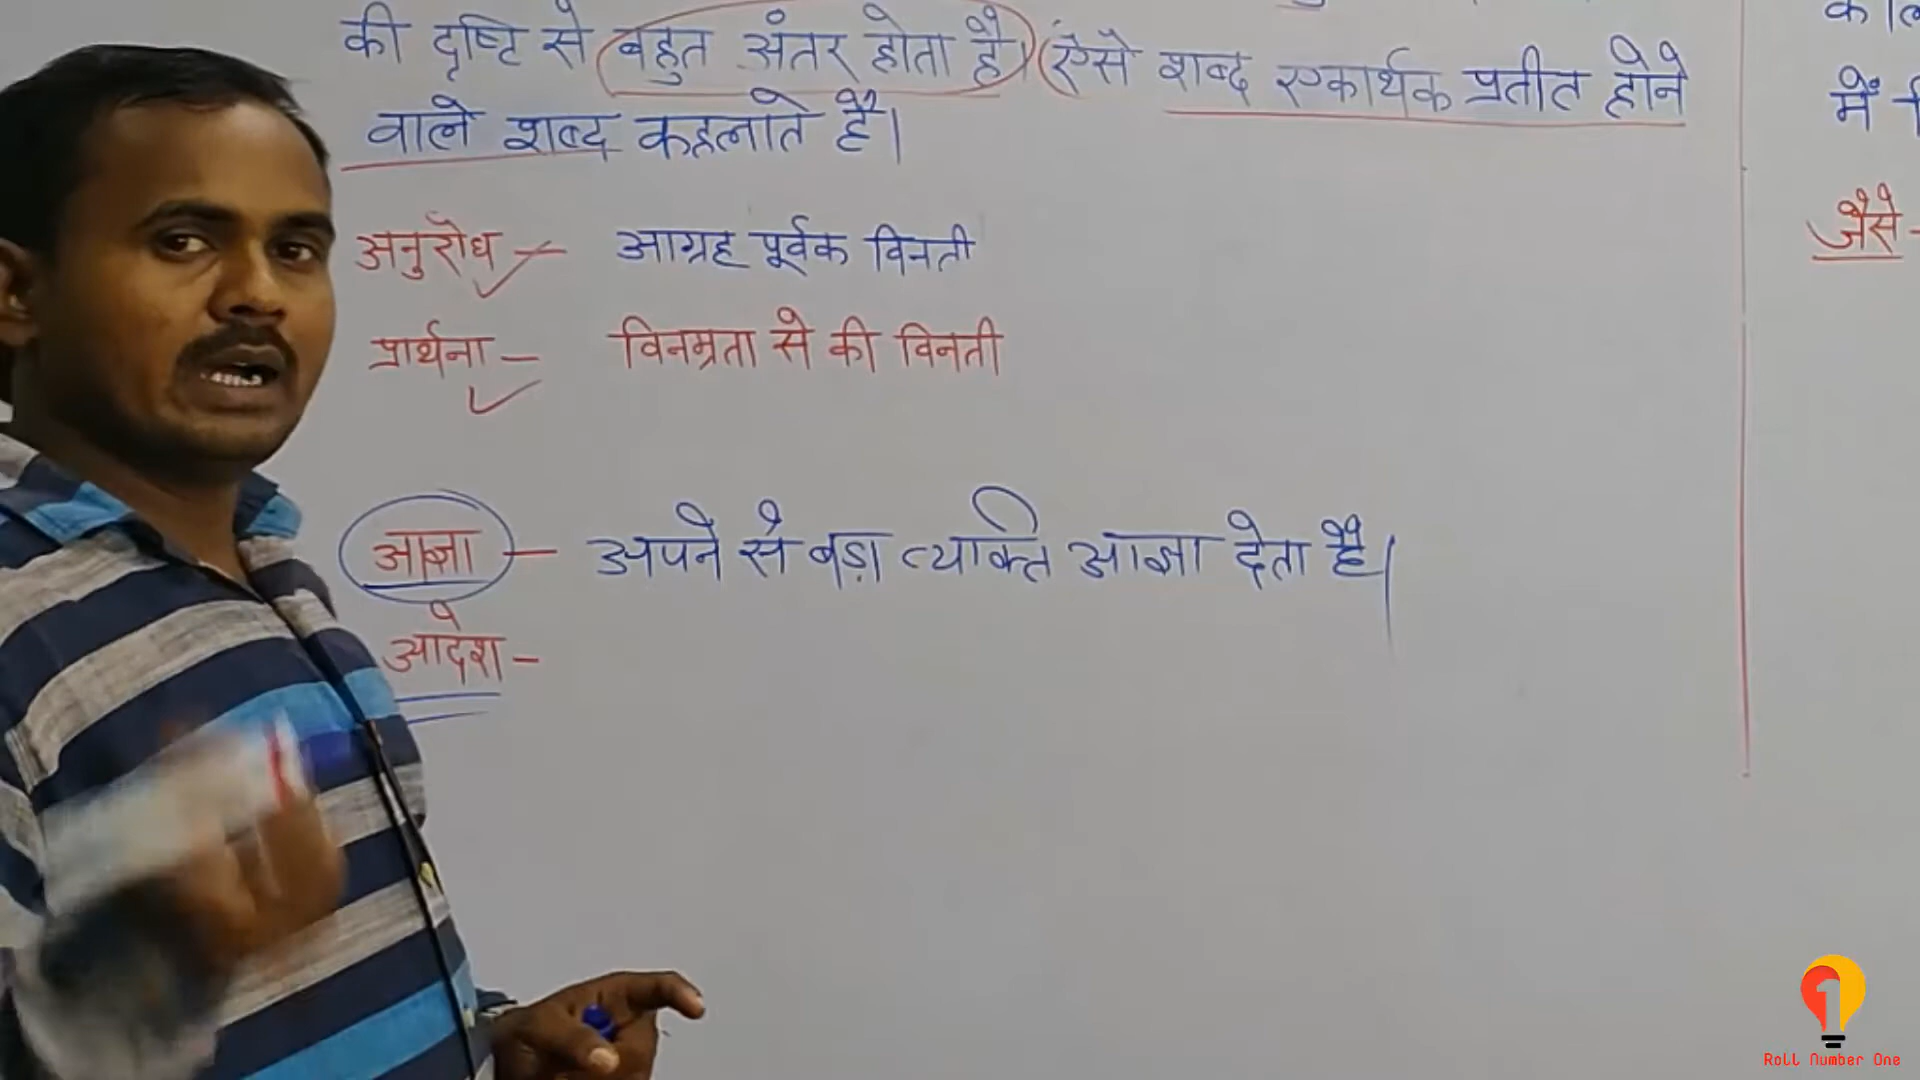 की दृष्टि से बहुत अंतर होता है। ऐसे शब्द एकार्थक प्रतीत होने
वाले शब्द कहलाते हैं।
अनुरोध - आग्रह पूर्वक विनती
प्रार्थना - विनम्रता से की विनती
आज्ञा - अपने से बड़ा व्यक्ति आज्ञा देता है।
आदेश -
में
जैसे -
Roll Number One